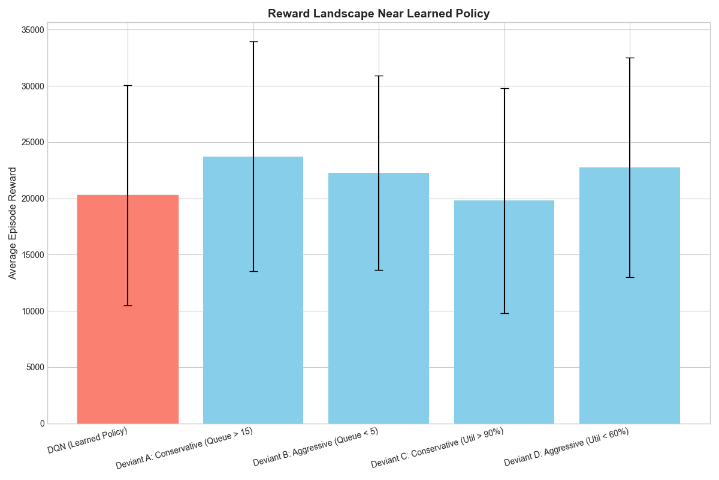 Reward Landscape Near Learned Policy
Average Episode Reward
35000
30000
25000
20000
15000
10000
5000
0
DQN (Learned Policy)
Deviant A: Conservative (Queue > 15)
Deviant B: Aggressive (Queue < 5)
Deviant C: Conservative (Util > 90%)
Deviant D: Aggressive (Util < 60%)